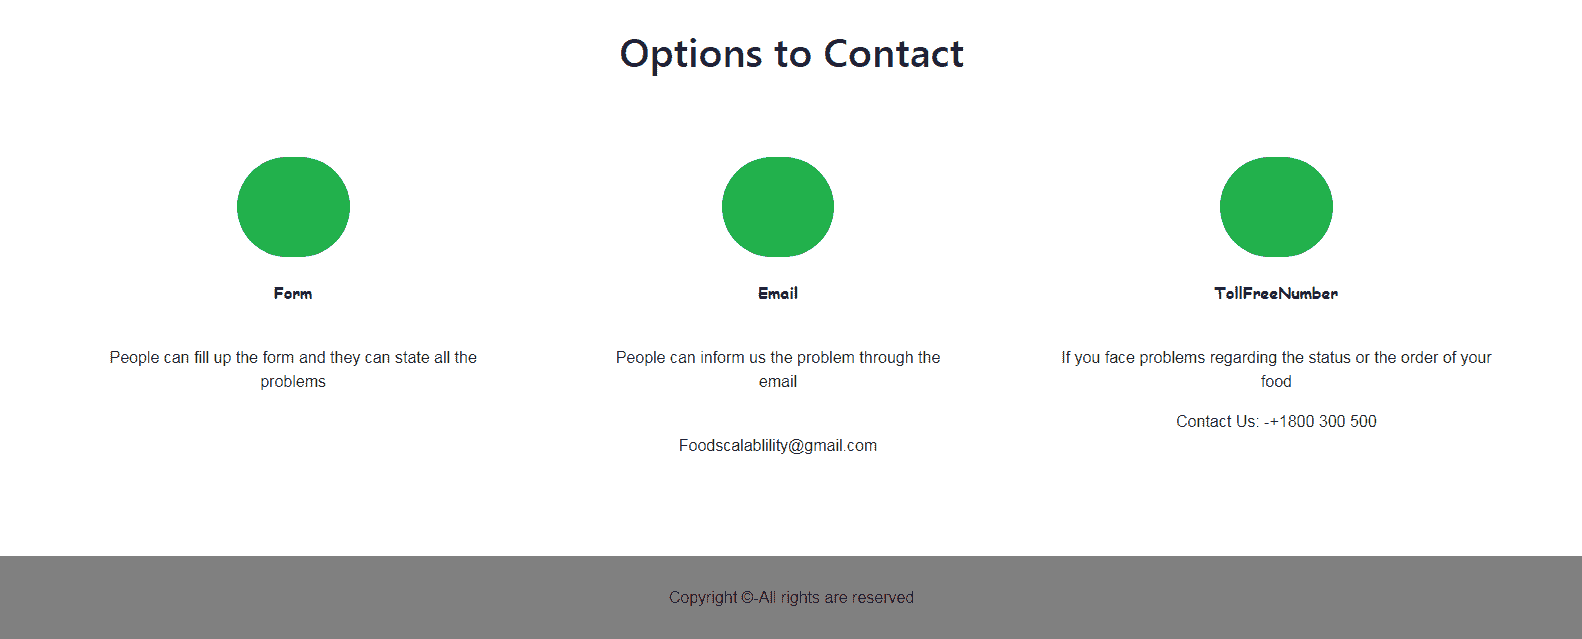 Options to Contact
Form
People can fill up the form and they can state all the
problems
Email
People can inform us the problem through the
email
Foodscalablility@gmail.com
TollFreeNumber
If you face problems regarding the status or the order of your
food
Contact Us: -+1800 300 500
Copyright ©-All rights are reserved